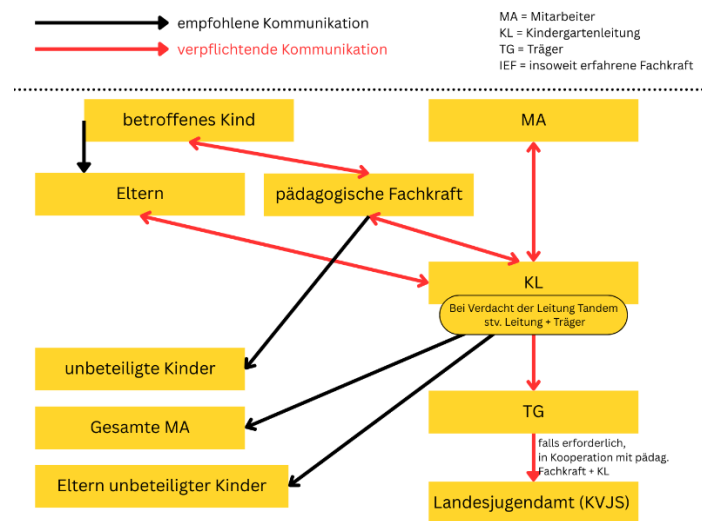 empfohlene Kommunikation
verpflichtende Kommunikation
MA = Mitarbeiter
KL = Kindergartenleitung
TG = Träger
IEF = insoweit erfahrene Fachkraft
betroffenes Kind
MA
Eltern
pädagogische Fachkraft
KL
Bei Verdacht der Leitung Tandem
stv. Leitung + Träger
unbeteiligte Kinder
TG
Gesamte MA
falls erforderlich,
in Kooperation mit pädag.
Fachkraft + KL
Eltern unbeteiligter Kinder
Landesjugendamt (KVJS)